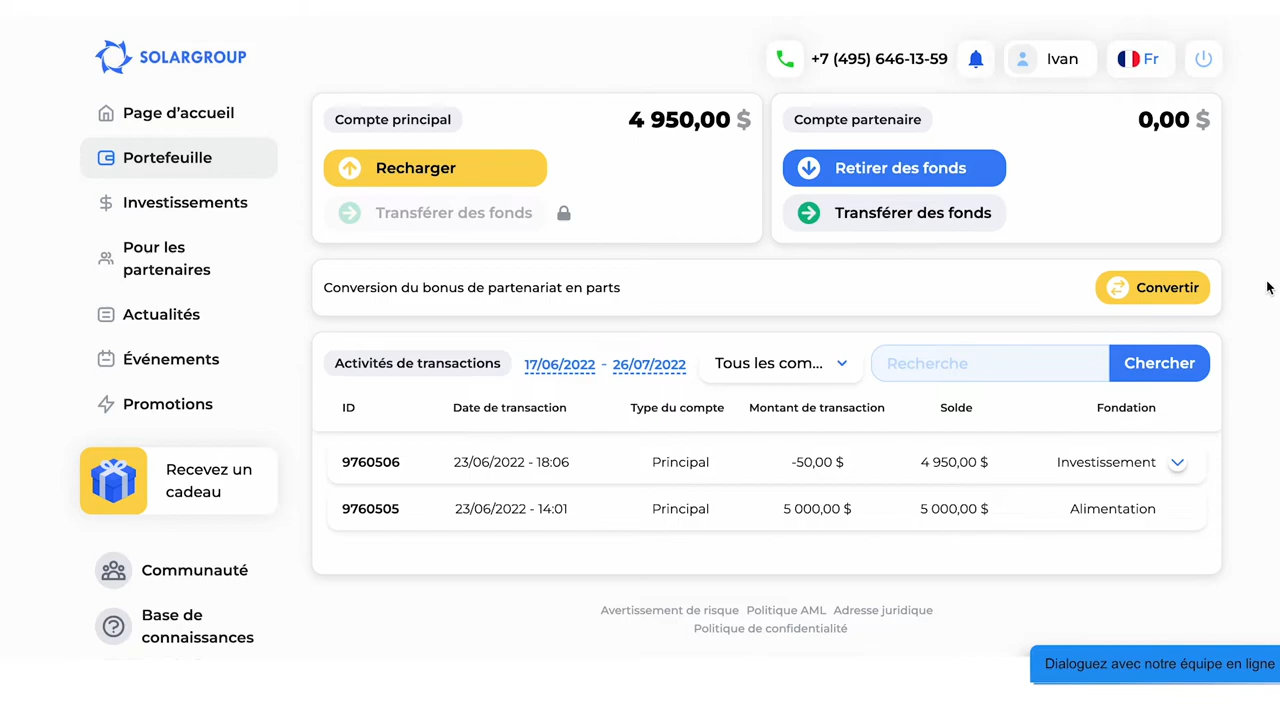 SOLARGROUP
+7 (495) 646-13-59
Ivan
Fr
Page d’accueil
Portefeuille
Investissements
Pour les
partenaires
Actualités
Événements
Promotions
Recevez un
cadeau
Communauté
Base de
connaissances
Compte principal
4 950,00 $
Recharger
Transférer des fonds
Compte partenaire
0,00 $
Retirer des fonds
Transférer des fonds
Conversion du bonus de partenariat en parts
Convertir
Activités de transactions
17/06/2022 - 26/07/2022
Tous les com...
Recherche
Chercher
ID Date de transaction Type du compte Montant de transaction Solde Fondation
9760506 23/06/2022 - 18:06 Principal -50,00 $ 4 950,00 $ Investissement
9760505 23/06/2022 - 14:01 Principal 5 000,00 $ 5 000,00 $ Alimentation
Avertissement de risque Politique AML Adresse juridique
Politique de confidentialité
Dialoguez avec notre équipe en ligne